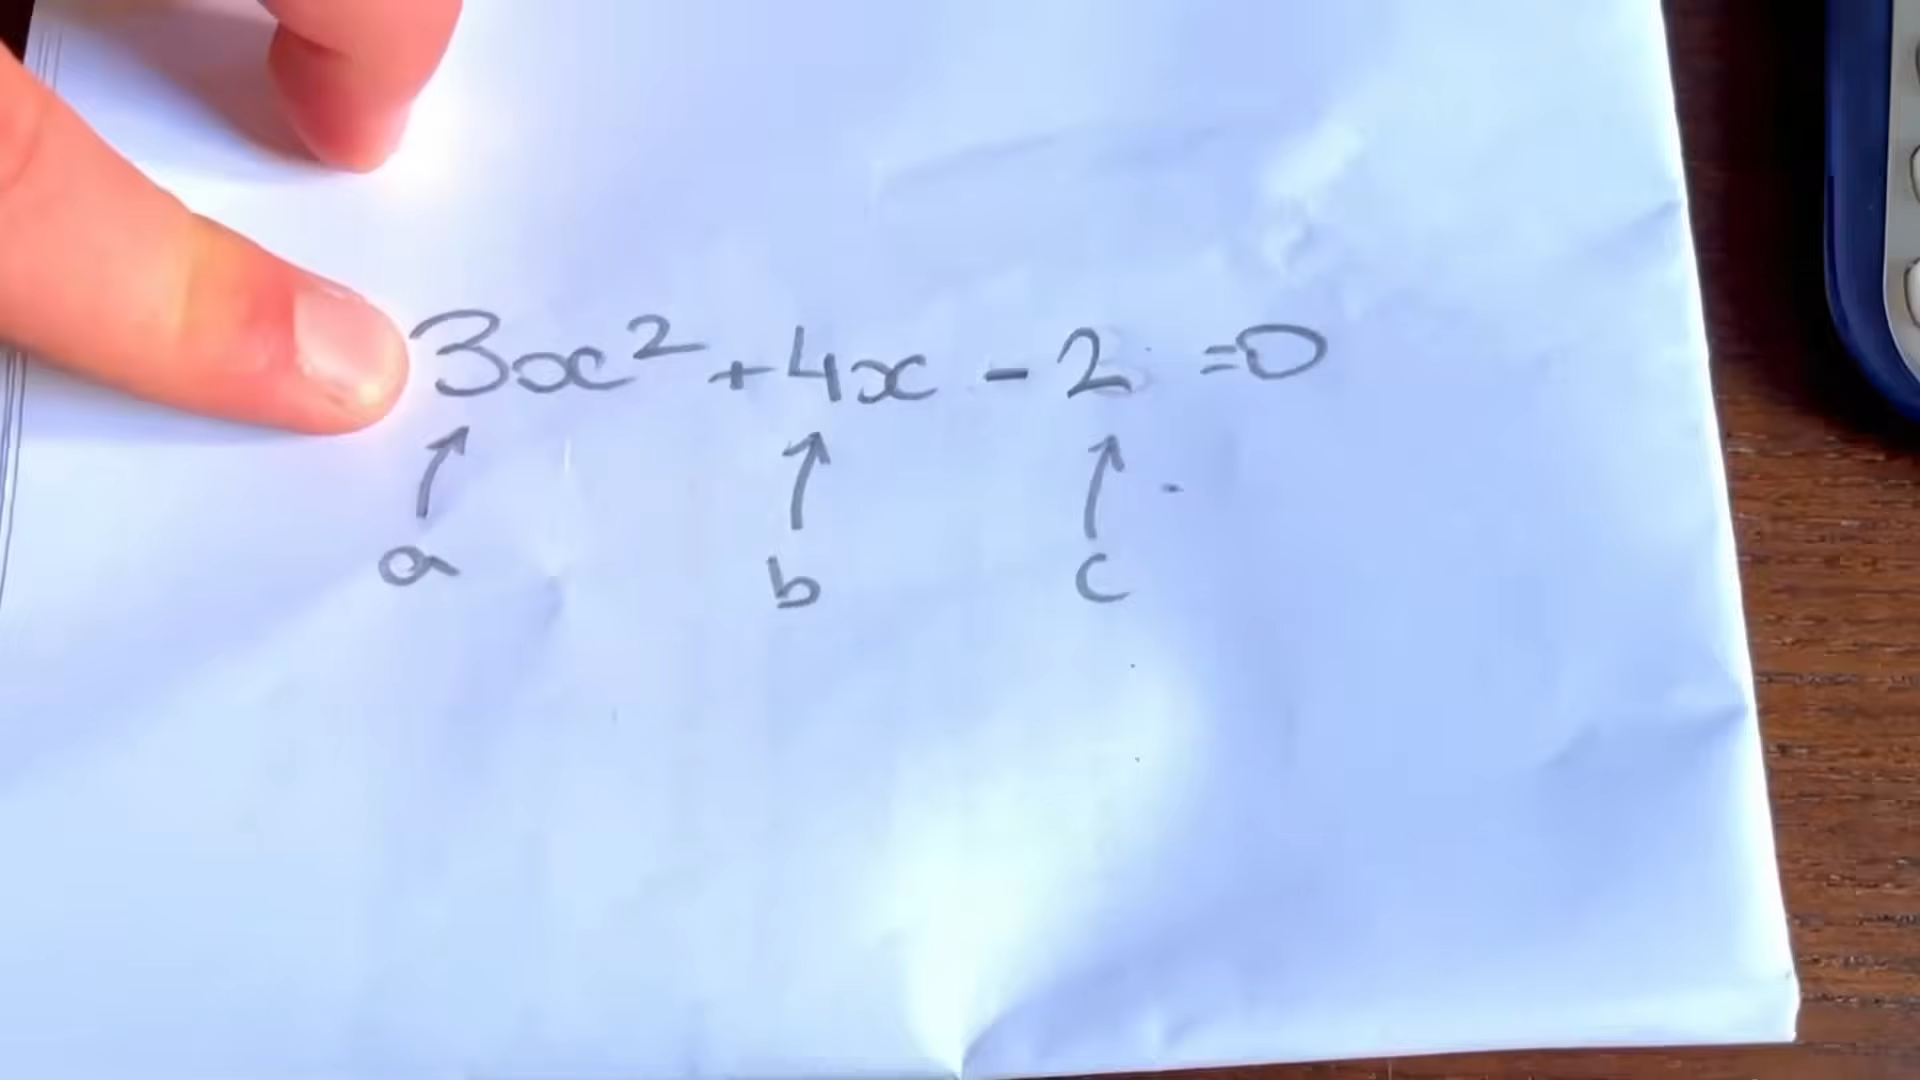 3x² +4x - 2 =0
↑ ↑ ↑
a b c